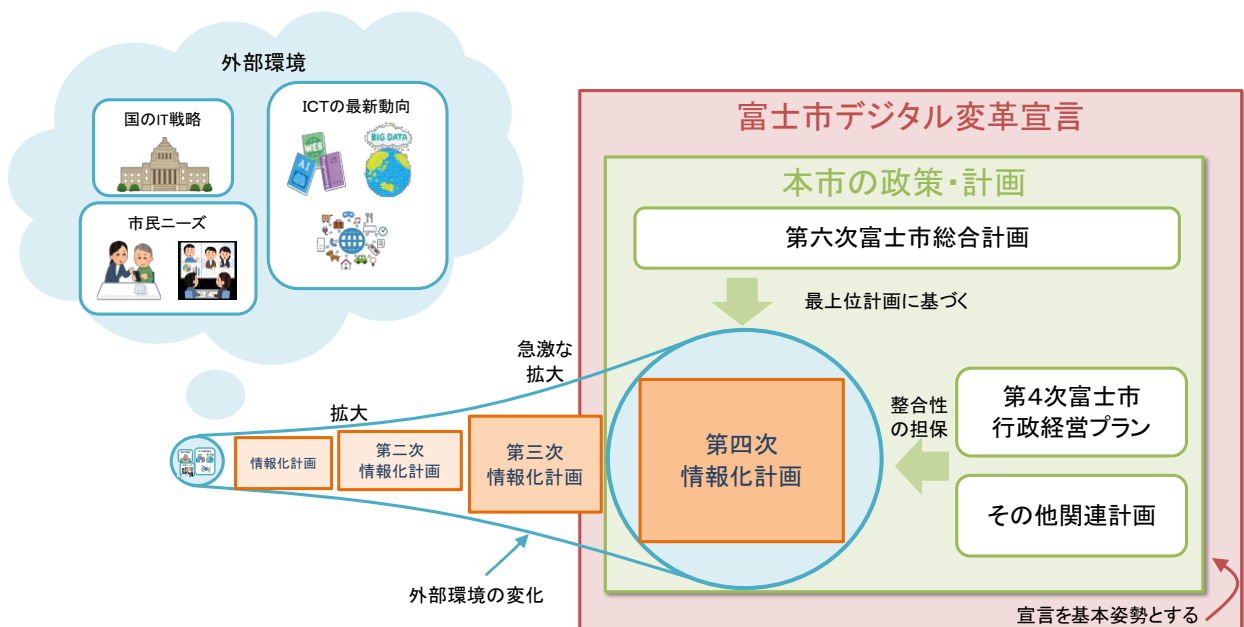 外部環境
国のIT戦略
ICTの最新動向
WEB
AI
BIG DATA
市民ニーズ
富士市デジタル変革宣言
本市の政策・計画
第六次富士市総合計画
最上位計画に基づく
急激な
拡大
拡大
情報化計画
第二次
情報化計画
第三次
情報化計画
第四次
情報化計画
整合性
の担保
第4次富士市
行政経営プラン
その他関連計画
外部環境の変化
宣言を基本姿勢とする